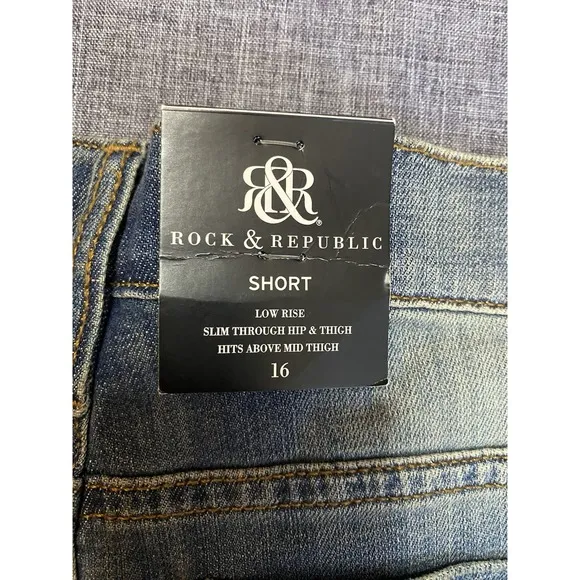 R&R®
ROCK & REPUBLIC
SHORT
LOW RISE
SLIM THROUGH HIP & THIGH
HITS ABOVE MID THIGH
16